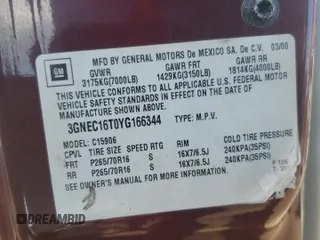 GM
MFD BY GENERAL MOTORS De MEXICO SA. De C.V. 03/00
GVWR GAWR FRT GAWR RR
3175KG(7000LB) 1429KG(3150LB) 1814KG(4000LB)
THIS VEHICLE CONFORMS TO ALL APPLICABLE U.S. FEDERAL MOTOR
VEHICLE SAFETY STANDARDS IN EFFECT ON THE DATE OF
MANUFACTURE SHOWN ABOVE.
3GNEC16T0YG166344 TYPE: M.P.V.
MODEL: C15906
CPVL TIRE SIZE SPEED RTG RIM COLD TIRE PRESSURE
FRT P265/70R16 S 16X7/6.5J 240KPA(35PSI)
RR P265/70R16 S 16X7/6.5J 240KPA(35PSI)
SEE OWNER'S MANUAL FOR MORE INFORMATION.
DREAMBID